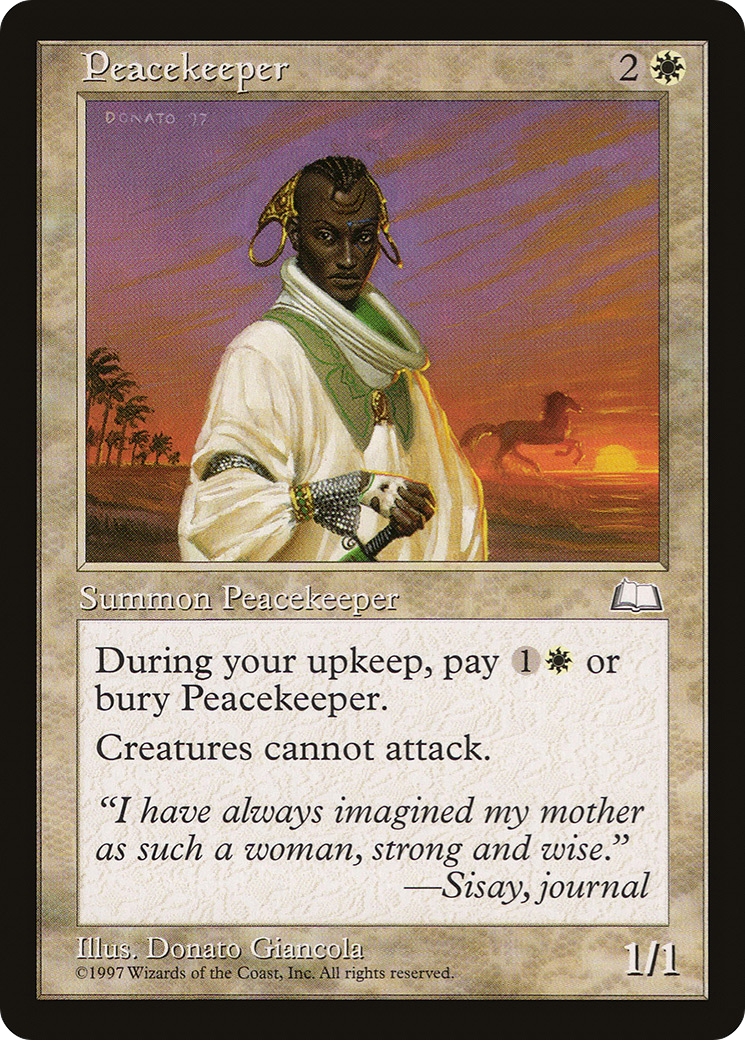 Peacekeeper 2
DONATO 97
Summon Peacekeeper
During your upkeep, pay 1 or
bury Peacekeeper.
Creatures cannot attack.
“I have always imagined my mother
as such a woman, strong and wise.”
—Sisay, journal
Illus. Donato Giancola
©1997 Wizards of the Coast, Inc. All rights reserved.
1/1